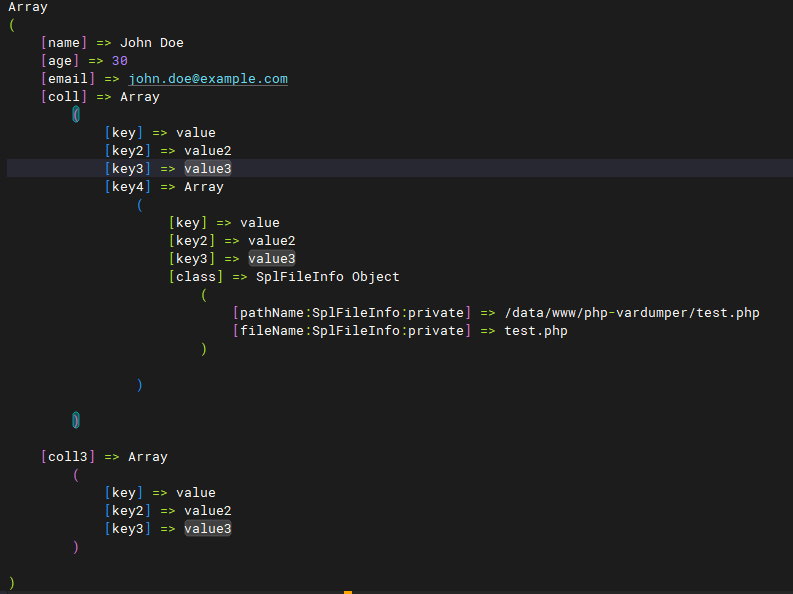 Array
(
    [name] => John Doe
    [age] => 30
    [email] => john.doe@example.com
    [coll] => Array
        (
            [key] => value
            [key2] => value2
            [key3] => value3
            [key4] => Array
                (
                    [key] => value
                    [key2] => value2
                    [key3] => value3
                    [class] => SplFileInfo Object
                        (
                            [pathName:SplFileInfo:private] => /data/www/php-vardumper/test.php
                            [fileName:SplFileInfo:private] => test.php
                        )

                )

        )

    [coll3] => Array
        (
            [key] => value
            [key2] => value2
            [key3] => value3
        )

)